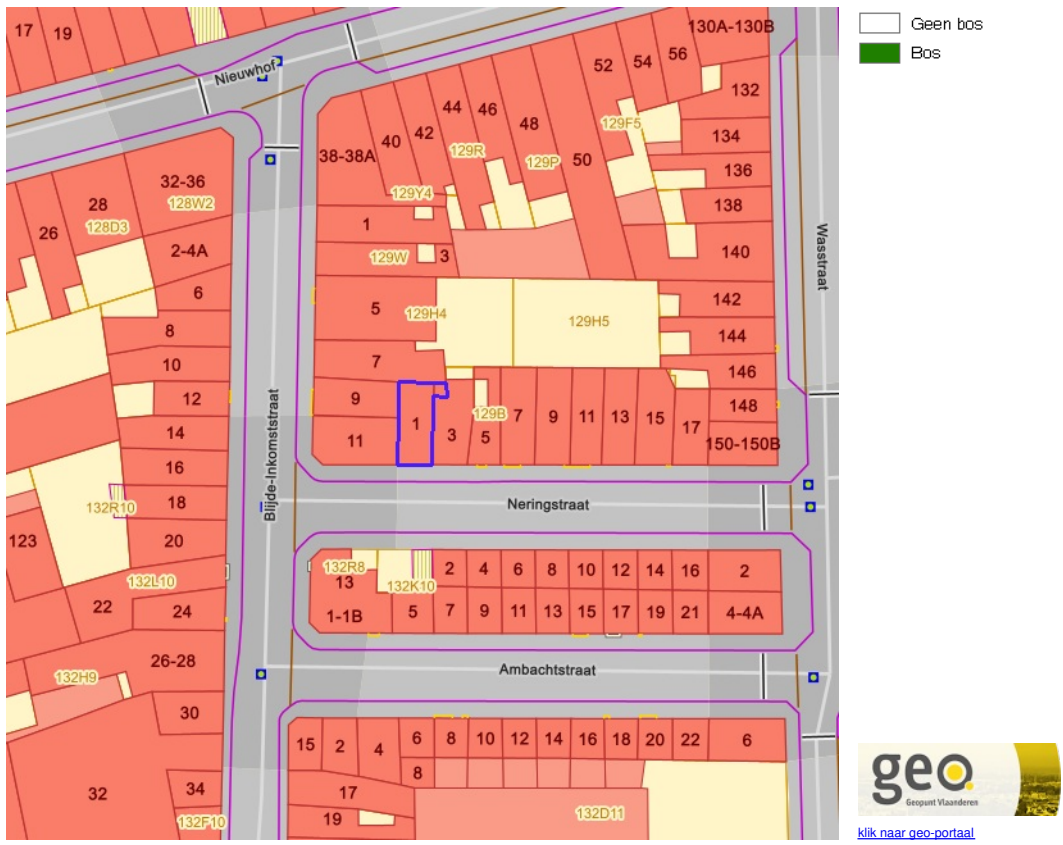 17
19
Nieuwhof
130A-130B
56
54
52
132
44
46
48
42
40
38-38A
50
129F5
134
136
138
140
129R
129P
129Y4
1
129W
3
32-36
128W2
28
128D3
26
2-4A
6
8
10
12
14
16
18
20
132R10
123
132L10
22
24
26-28
132H9
30
32
34
132F10
Blijde-Inkomststraat
Wasstraat
5
129H4
129H5
142
144
146
148
150-150B
7
9
11
1
3
129B
5
7
9
11
13
15
17
Neringstraat
132R8
13
1-1B
132K10
2
4
6
8
10
12
14
16
2
5
7
9
11
13
15
17
19
21
4-4A
Ambachtstraat
15
2
4
6
8
10
12
14
16
18
20
22
6
8
17
19
132D11
Geen bos
Bos
geo.
Geopunt Vlaanderen
klik naar geo-portaal